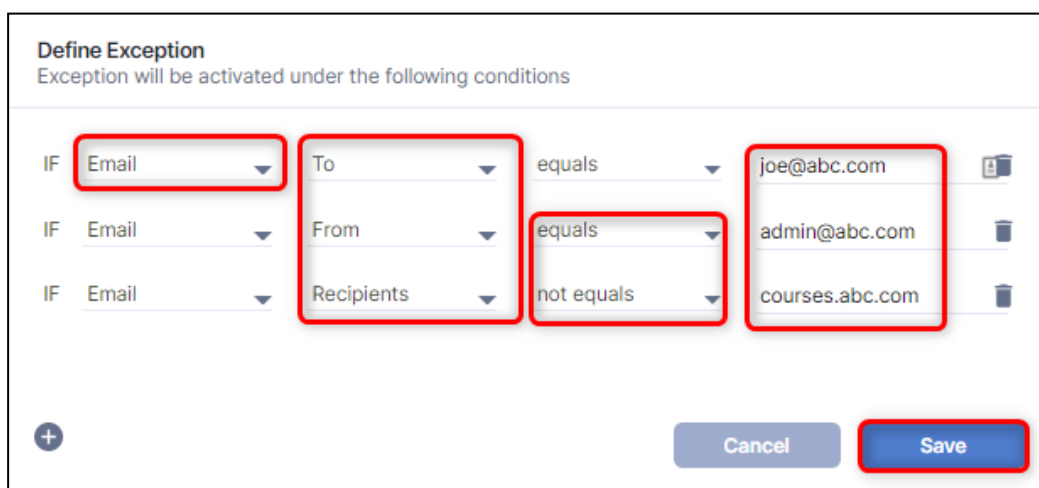 Define Exception
Exception will be activated under the following conditions
IF Email To equals joe@abc.com
IF Email From equals admin@abc.com
IF Email Recipients not equals courses.abc.com
Cancel Save